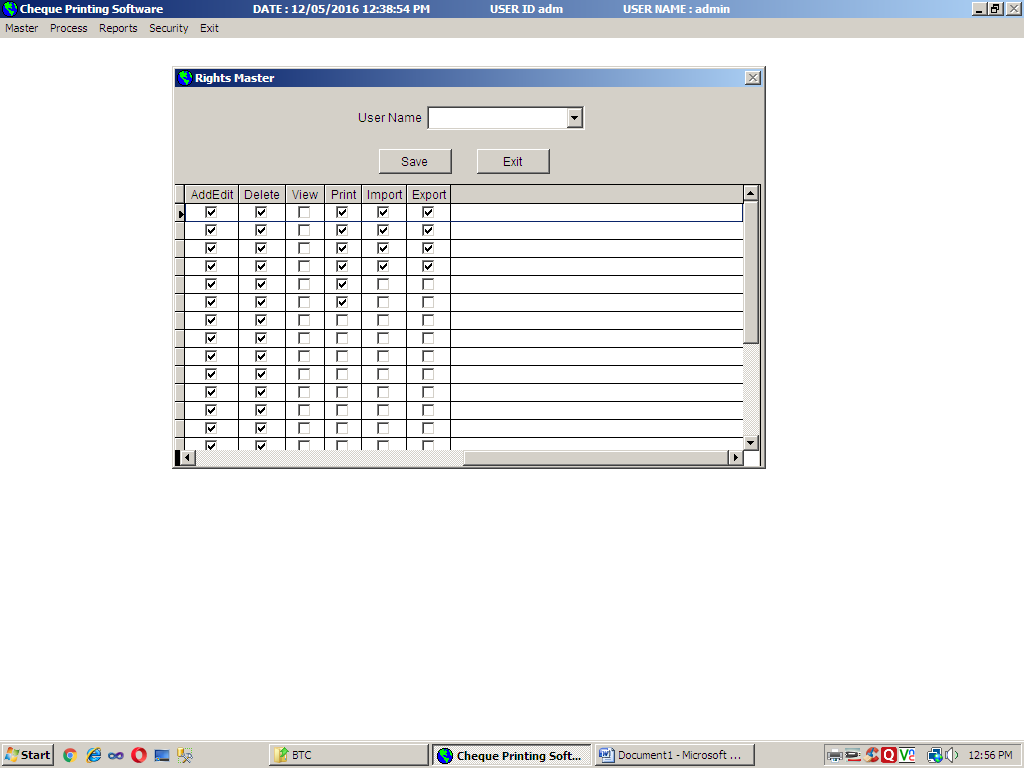 Cheque Printing Software DATE : 12/05/2016 12:38:54 PM USER ID adm USER NAME : admin
Master Process Reports Security Exit
Rights Master
User Name
Save Exit
AddEdit Delete View Print Import Export
Start BTC Cheque Printing Soft... Document1 - Microsoft ... 12:56 PM